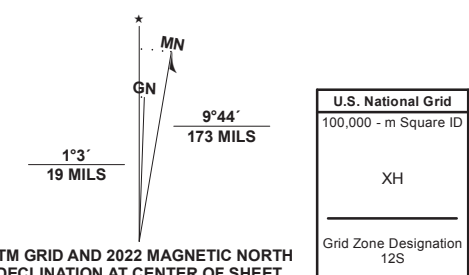 MN
GN
9°44´
173 MILS
1°3´
19 MILS
TM GRID AND 2022 MAGNETIC NORTH
DECLINATION AT CENTER OF SHEET
U.S. National Grid
100,000 - m Square ID
XH
Grid Zone Designation
12S